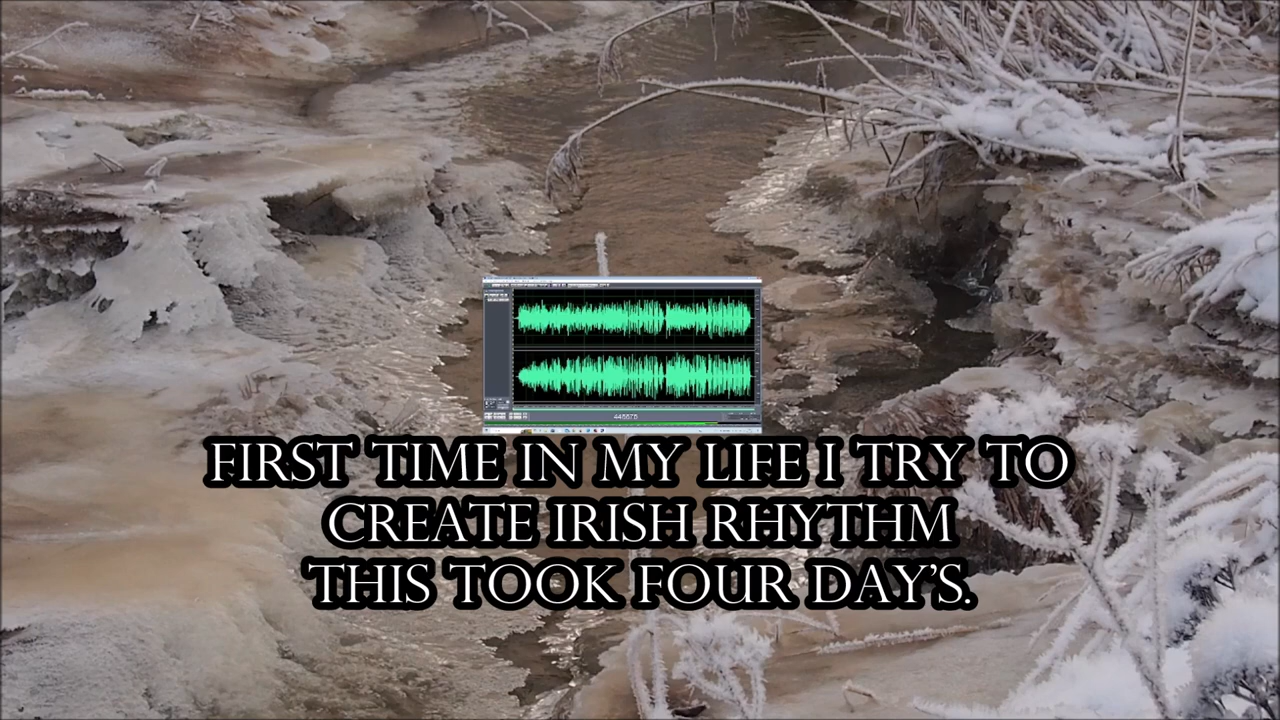 FIRST TIME IN MY LIFE I TRY TO
CREATE IRISH RHYTHM
THIS TOOK FOUR DAY'S.